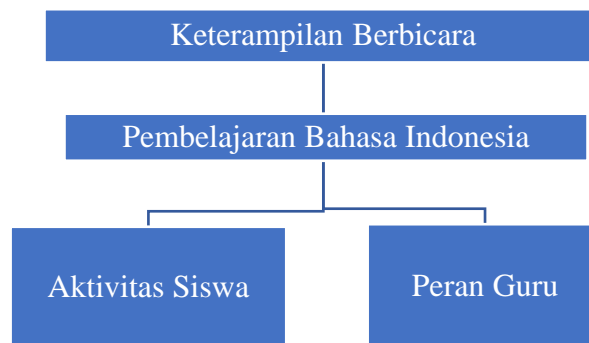 Keterampilan Berbicara
Pembelajaran Bahasa Indonesia
Aktivitas Siswa
Peran Guru